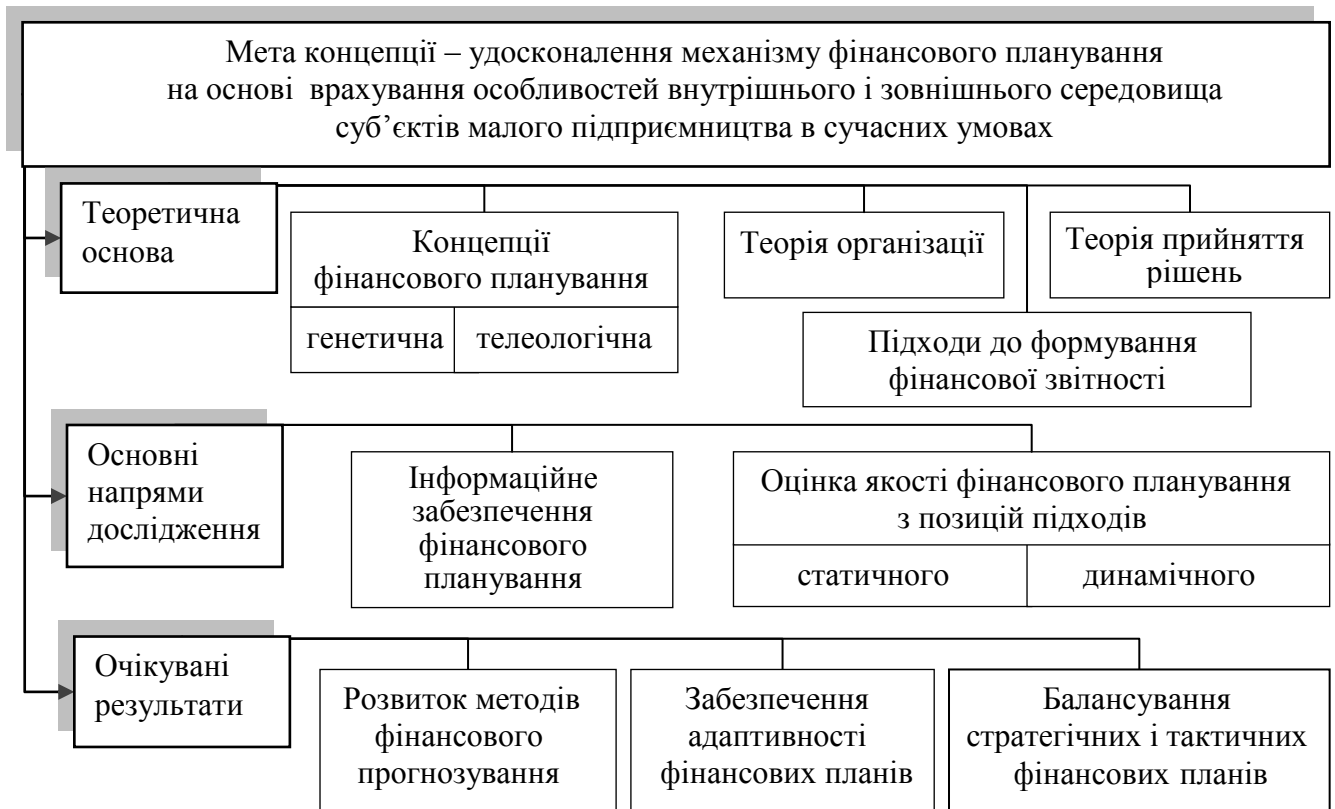 Мета концепції – удосконалення механізму фінансового планування
на основі врахування особливостей внутрішнього і зовнішнього середовища
суб’єктів малого підприємництва в сучасних умовах
Теоретична
основа
Концепції
фінансового планування
генетична
телеологічна
Теорія організації
Теорія прийняття
рішень
Підходи до формування
фінансової звітності
Основні
напрями
дослідження
Інформаційне
забезпечення
фінансового
планування
Оцінка якості фінансового планування
з позицій підходів
статичного
динамічного
Очікувані
результати
Розвиток методів
фінансового
прогнозування
Забезпечення
адаптивності
фінансових планів
Балансування
стратегічних і тактичних
фінансових планів